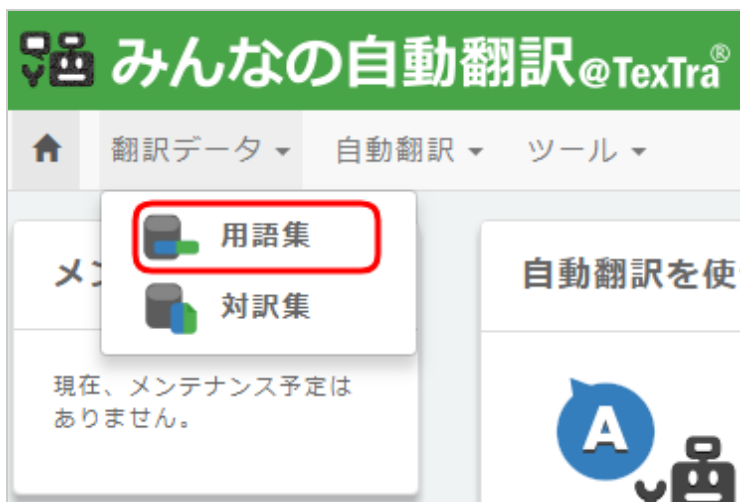 みんなの自動翻訳@TexTra®
翻訳データ 自動翻訳 ツール
用語集
対訳集
メン
自動翻訳を使
現在、メンテナンス予定は
ありません。
A